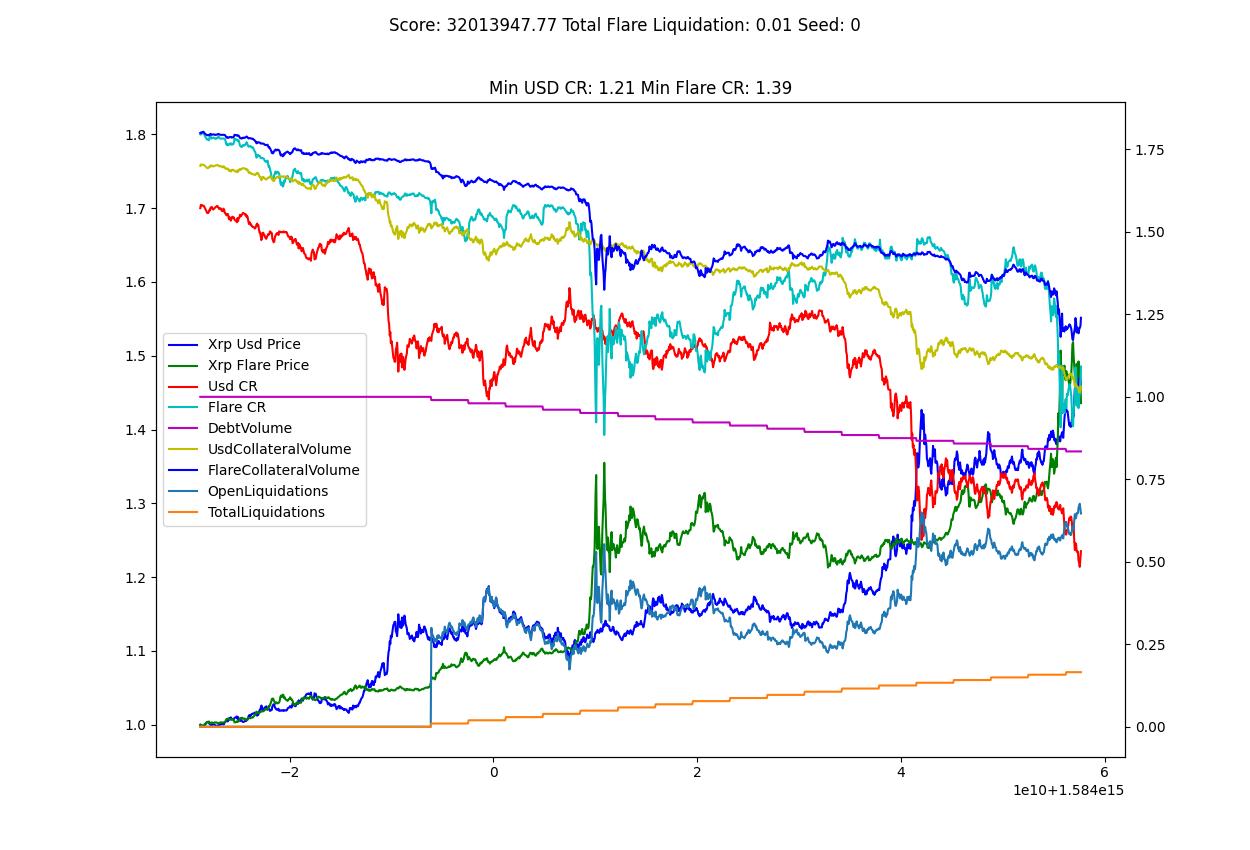 Score: 32013947.77 Total Flare Liquidation: 0.01 Seed: 0
Min USD CR: 1.21 Min Flare CR: 1.39
1.8
1.7
1.6
1.5
1.4
1.3
1.2
1.1
1.0
1.75
1.50
1.25
1.00
0.75
0.50
0.25
0.00
Xrp Usd Price
Xrp Flare Price
Usd CR
Flare CR
DebtVolume
UsdCollateralVolume
FlareCollateralVolume
OpenLiquidations
TotalLiquidations
−2 0 2 4 6
1e10+1.584e15